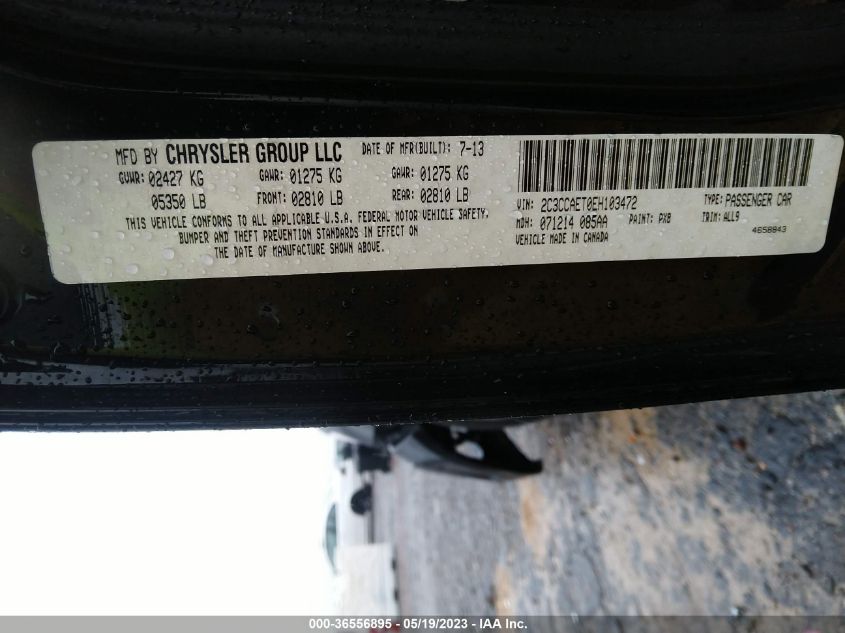 MFD BY CHRYSLER GROUP LLC DATE OF MFR(BUILT): 7-13
GVWR: 02427 KG GAWR: 01275 KG GAWR: 01275 KG
05350 LB FRONT: 02810 LB REAR: 02810 LB
THIS VEHICLE CONFORMS TO ALL APPLICABLE U.S.A. FEDERAL MOTOR VEHICLE SAFETY,
BUMPER AND THEFT PREVENTION STANDARDS IN EFFECT ON
THE DATE OF MANUFACTURE SHOWN ABOVE.
VIN: 2C3CCAET0EH103472 TYPE: PASSENGER CAR
MDH: 071214 085AA PAINT: PX8 TRIM: ALL9
VEHICLE MADE IN CANADA 4658843
000-36556895 - 05/19/2023 - IAA Inc.